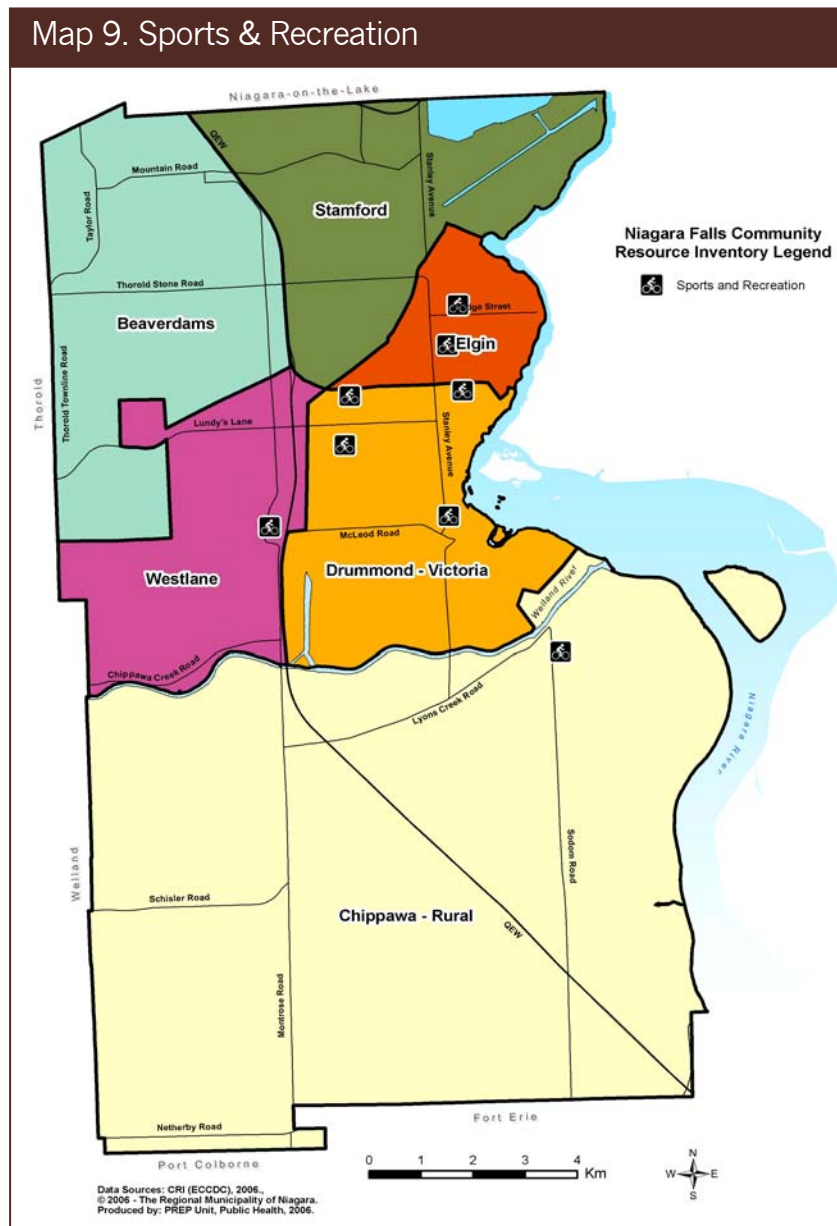 Map 9. Sports & Recreation
Niagara-on-the-Lake
QEW
Mountain Road
Taylor Road
Stanley Avenue
Stamford
Niagara Falls Community
Resource Inventory Legend
Sports and Recreation
Thorold Stone Road
Beaverdams
Elgin
Thorold
Thorold Townline Road
Lundy's Lane
Stanley Avenue
McLeod Road
Westlane
Drummond - Victoria
Welland River
Chippawa Creek Road
Lyons Creek Road
Niagara River
Welland
Sodom Road
Schisler Road
Chippawa - Rural
QEW
Montrose Road
Netherby Road
Fort Erie
Port Colborne
0 1 2 3 4
Km
N
W E
S
Data Sources: CRI (ECCDC), 2006.,
© 2006 - The Regional Municipality of Niagara.
Produced by: PREP Unit, Public Health, 2006.